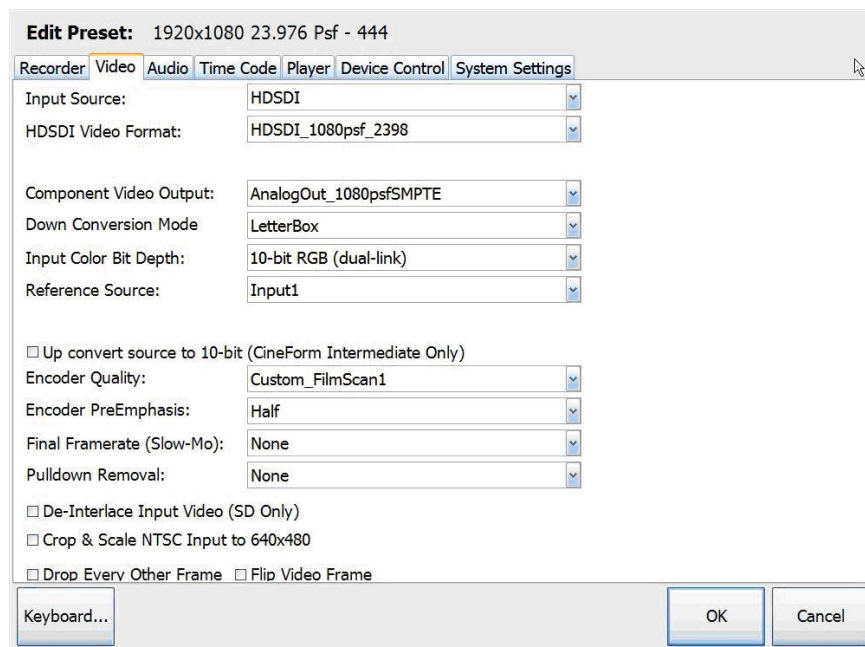 Edit Preset: 1920x1080 23.976 Psf - 444
Recorder Video Audio Time Code Player Device Control System Settings
Input Source: HDSDI
HDSDI Video Format: HDSDI_1080psf_2398
Component Video Output: AnalogOut_1080psfSMPTE
Down Conversion Mode LetterBox
Input Color Bit Depth: 10-bit RGB (dual-link)
Reference Source: Input1
Up convert source to 10-bit (CineForm Intermediate Only)
Encoder Quality: Custom_FilmScan1
Encoder PreEmphasis: Half
Final Framerate (Slow-Mo): None
Pulldown Removal: None
De-Interlace Input Video (SD Only)
Crop & Scale NTSC Input to 640x480
Drop Every Other Frame Flip Video Frame
Keyboard... OK Cancel